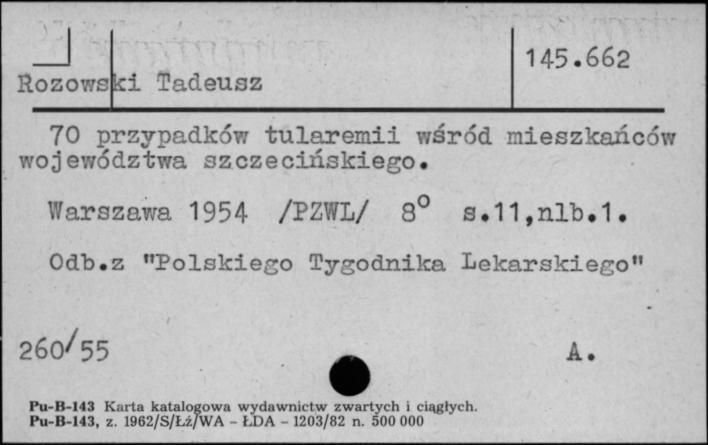 145.662
Rozowski Tadeusz
70 przypadków tularemii wśród mieszkańców
województwa szczecińskiego.
Warszawa 1954 /PZWL/ 8° s.11,nlb.1.
Odb.z "Polskiego Tygodnika Lekarskiego"
260/55 A.
Pu-B-143 Karta katalogowa wydawnictw zwartych i ciągłych.
Pu-B-143, z. 1962/S/Łż/WA - ŁDA - 1203/82 n. 500 000